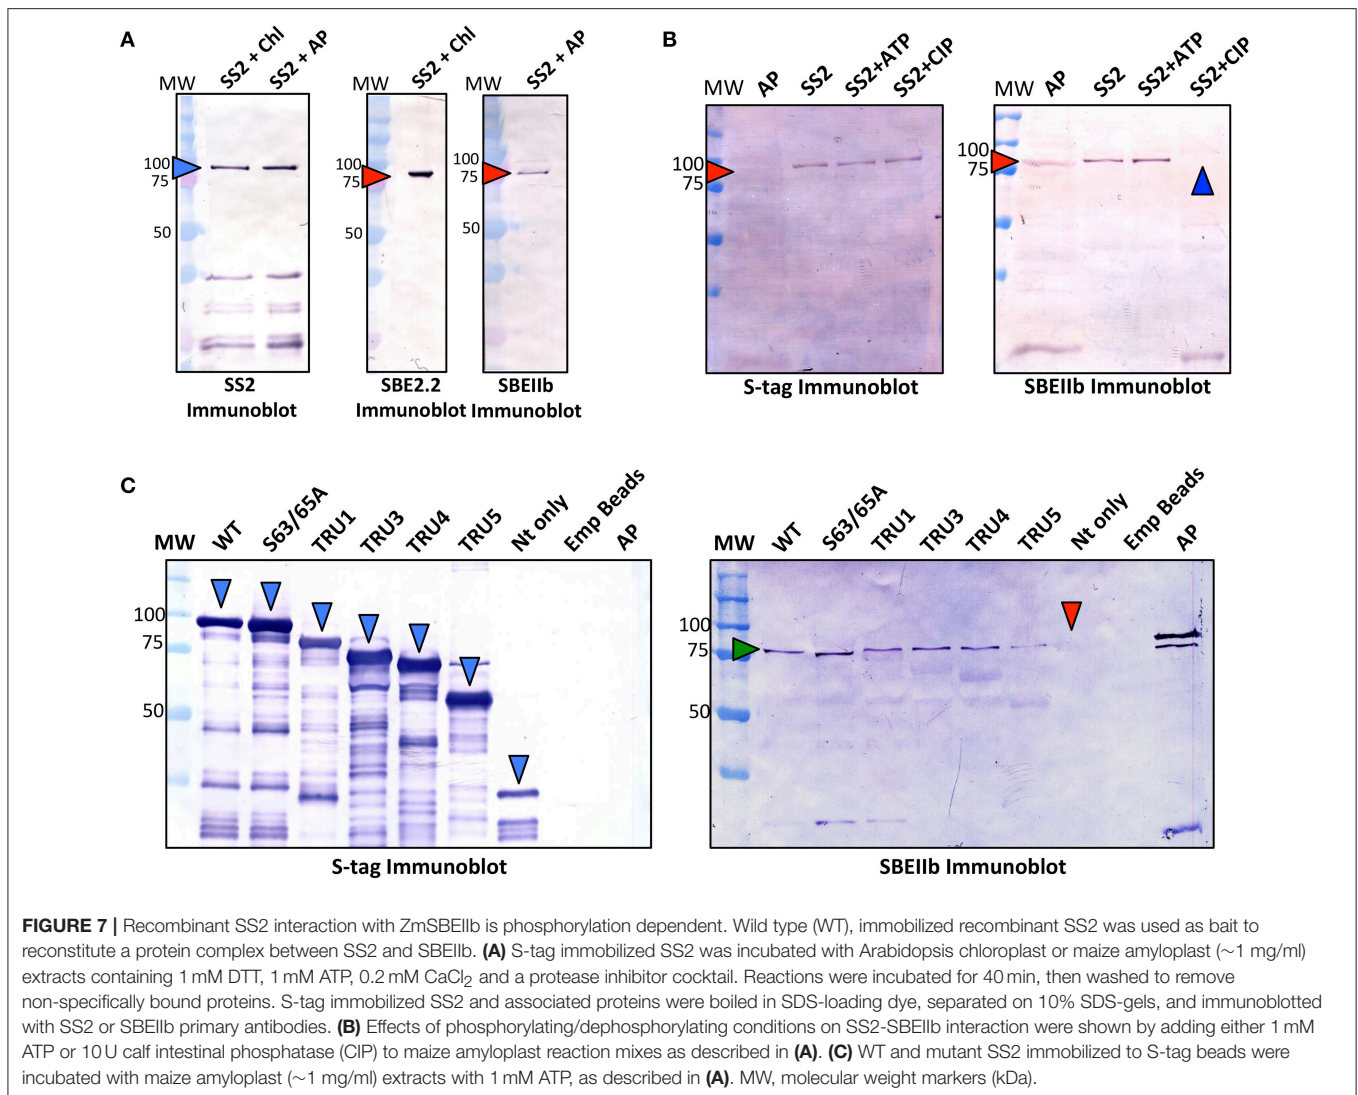 A
MW
SS2 + Chl
SS2 + AP
100
75
50
SS2
Immunoblot
MW
SS2 + Chl
100
75
50
SBE2.2
Immunoblot
MW
SS2 + AP
100
75
50
SBEIIb
Immunoblot
B
MW
AP
SS2
SS2+ATP
SS2+CIP
100
75
S-tag Immunoblot
MW
AP
SS2
SS2+ATP
SS2+CIP
100
75
50
SBEIIb Immunoblot
C
MW
WT
S63/65A
TRU1
TRU3
TRU4
TRU5
Nt only
Emp Beads
AP
100
75
50
S-tag Immunoblot
MW
WT
S63/65A
TRU1
TRU3
TRU4
TRU5
Nt only
Emp Beads
AP
100
75
50
SBEIIb Immunoblot
FIGURE 7 | Recombinant SS2 interaction with ZmSBEIIb is phosphorylation dependent. Wild type (WT), immobilized recombinant SS2 was used as bait to
reconstitute a protein complex between SS2 and SBEIIb. (A) S-tag immobilized SS2 was incubated with Arabidopsis chloroplast or maize amyloplast (~1 mg/ml)
extracts containing 1 mM DTT, 1 mM ATP, 0.2 mM CaCl₂ and a protease inhibitor cocktail. Reactions were incubated for 40 min, then washed to remove
non-specifically bound proteins. S-tag immobilized SS2 and associated proteins were boiled in SDS-loading dye, separated on 10% SDS-gels, and immunoblotted
with SS2 or SBEIIb primary antibodies. (B) Effects of phosphorylating/dephosphorylating conditions on SS2-SBEIIb interaction were shown by adding either 1 mM
ATP or 10 U calf intestinal phosphatase (CIP) to maize amyloplast reaction mixes as described in (A). (C) WT and mutant SS2 immobilized to S-tag beads were
incubated with maize amyloplast (~1 mg/ml) extracts with 1 mM ATP, as described in (A). MW, molecular weight markers (kDa).